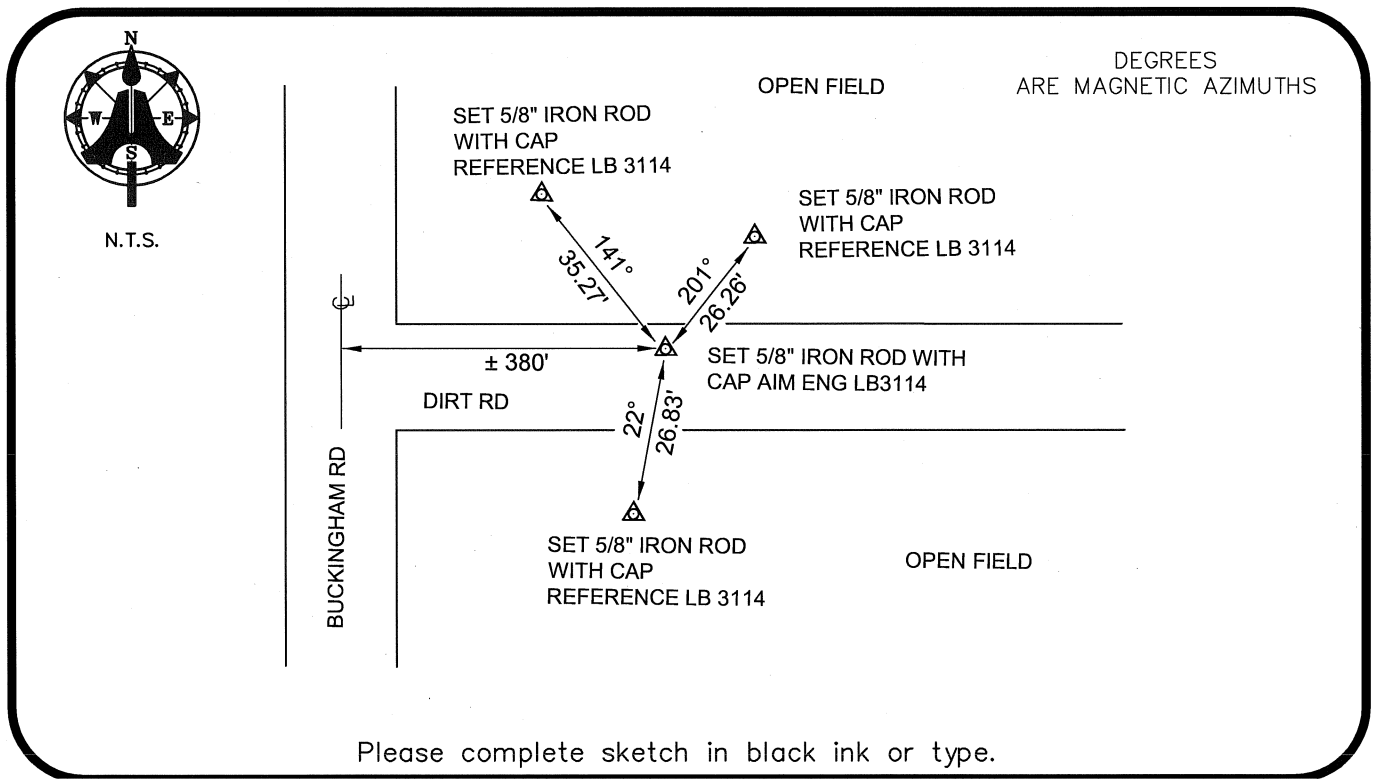 N
W
E
S
N.T.S.
DEGREES
ARE MAGNETIC AZIMUTHS
OPEN FIELD
SET 5/8" IRON ROD
WITH CAP
REFERENCE LB 3114
SET 5/8" IRON ROD
WITH CAP
REFERENCE LB 3114
141°
35.27'
201°
26.26'
℄
± 380'
SET 5/8" IRON ROD WITH
CAP AIM ENG LB3114
DIRT RD
22°
26.83'
BUCKINGHAM RD
SET 5/8" IRON ROD
WITH CAP
REFERENCE LB 3114
OPEN FIELD
Please complete sketch in black ink or type.